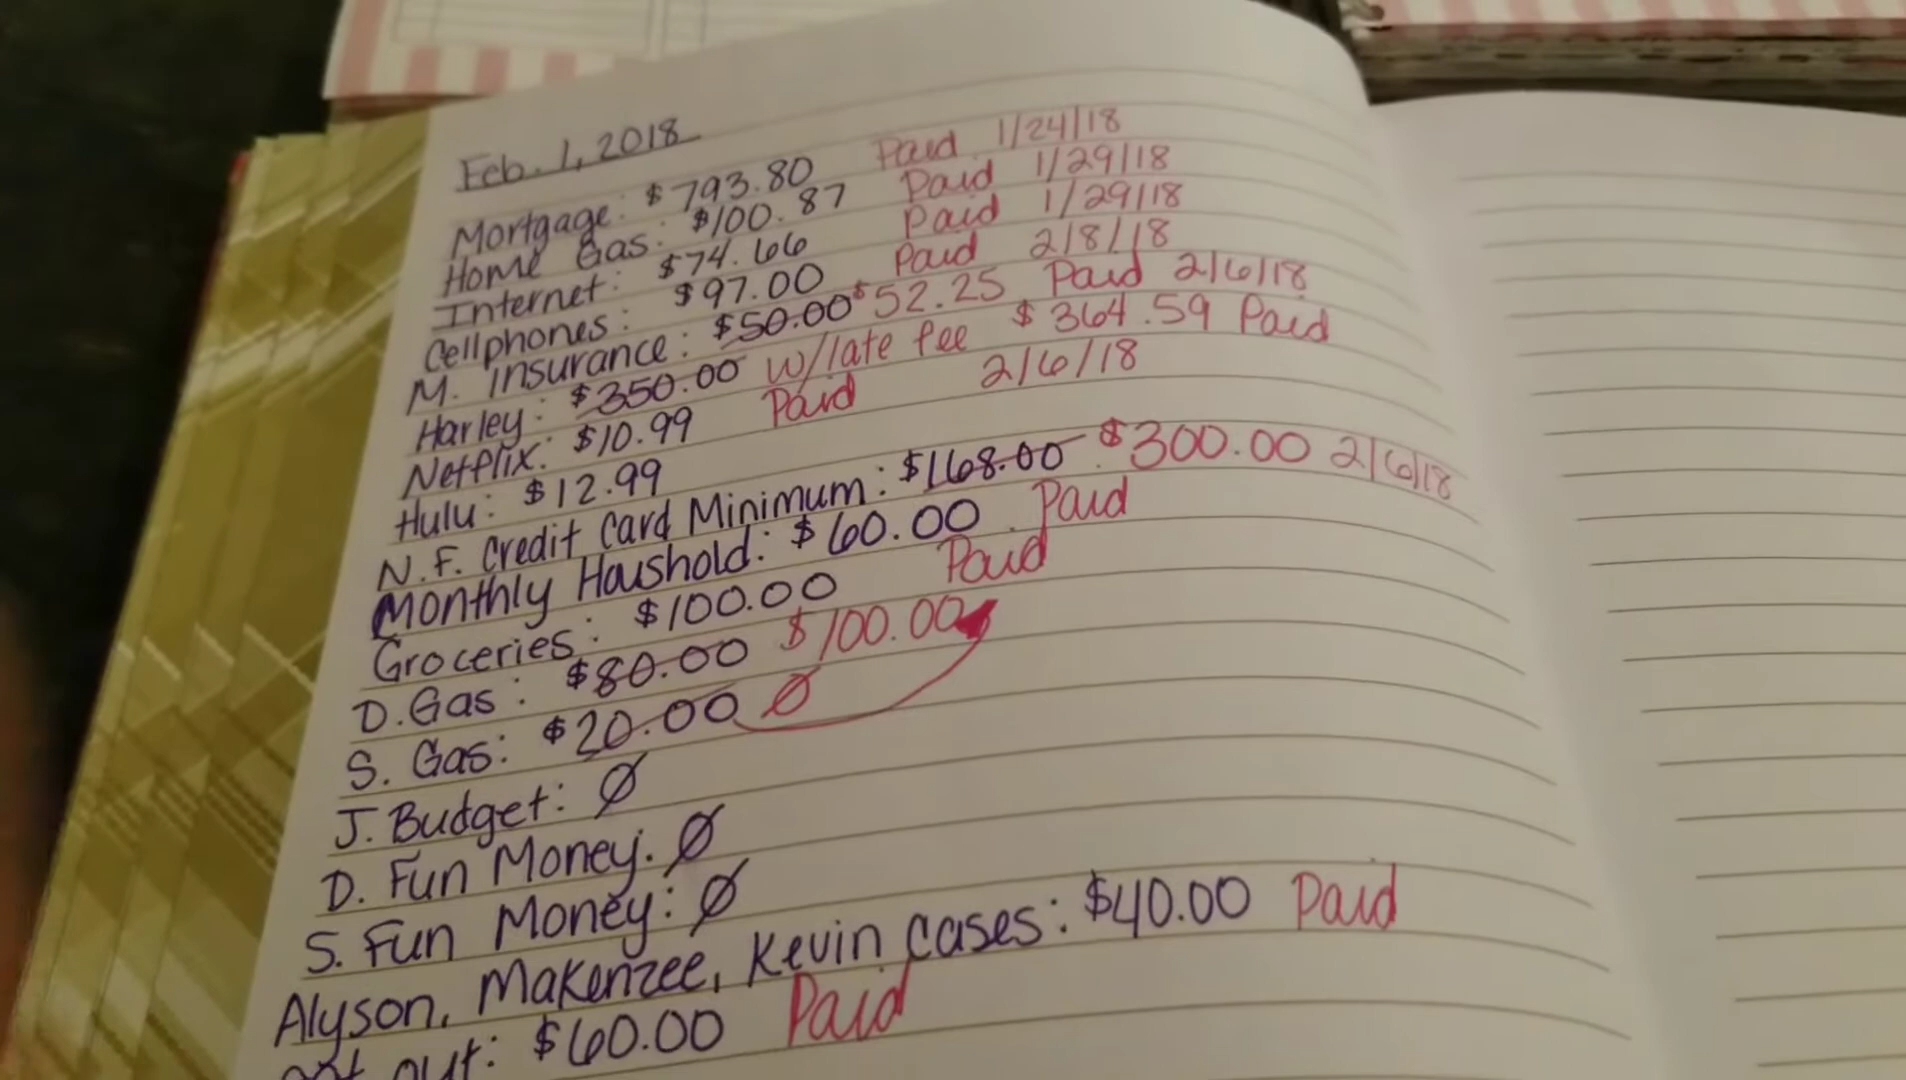 Feb. 1, 2018
Mortgage: $793.80 Paid 1/24/18
Home Gas: $100.87 Paid 1/29/18
Internet: $74.66 Paid 1/29/18
Cellphones: $97.00 Paid 2/8/18
M. Insurance: $50.00 $52.25 Paid 2/6/18
Harley: $350.00 w/late fee $364.59 Paid
Netflix: $10.99 Paid 2/6/18
Hulu: $12.99
N.F. Credit Card Minimum: $168.00 $300.00 2/6/18
Monthly Haushold: $60.00 Paid
Groceries: $100.00 Paid
D. Gas: $80.00 $100.00
S. Gas: $20.00 Ø
J. Budget: Ø
D. Fun Money: Ø
S. Fun Money: Ø
Alyson, Makenzee, Kevin cases: $40.00 Paid
out: $60.00 Paid